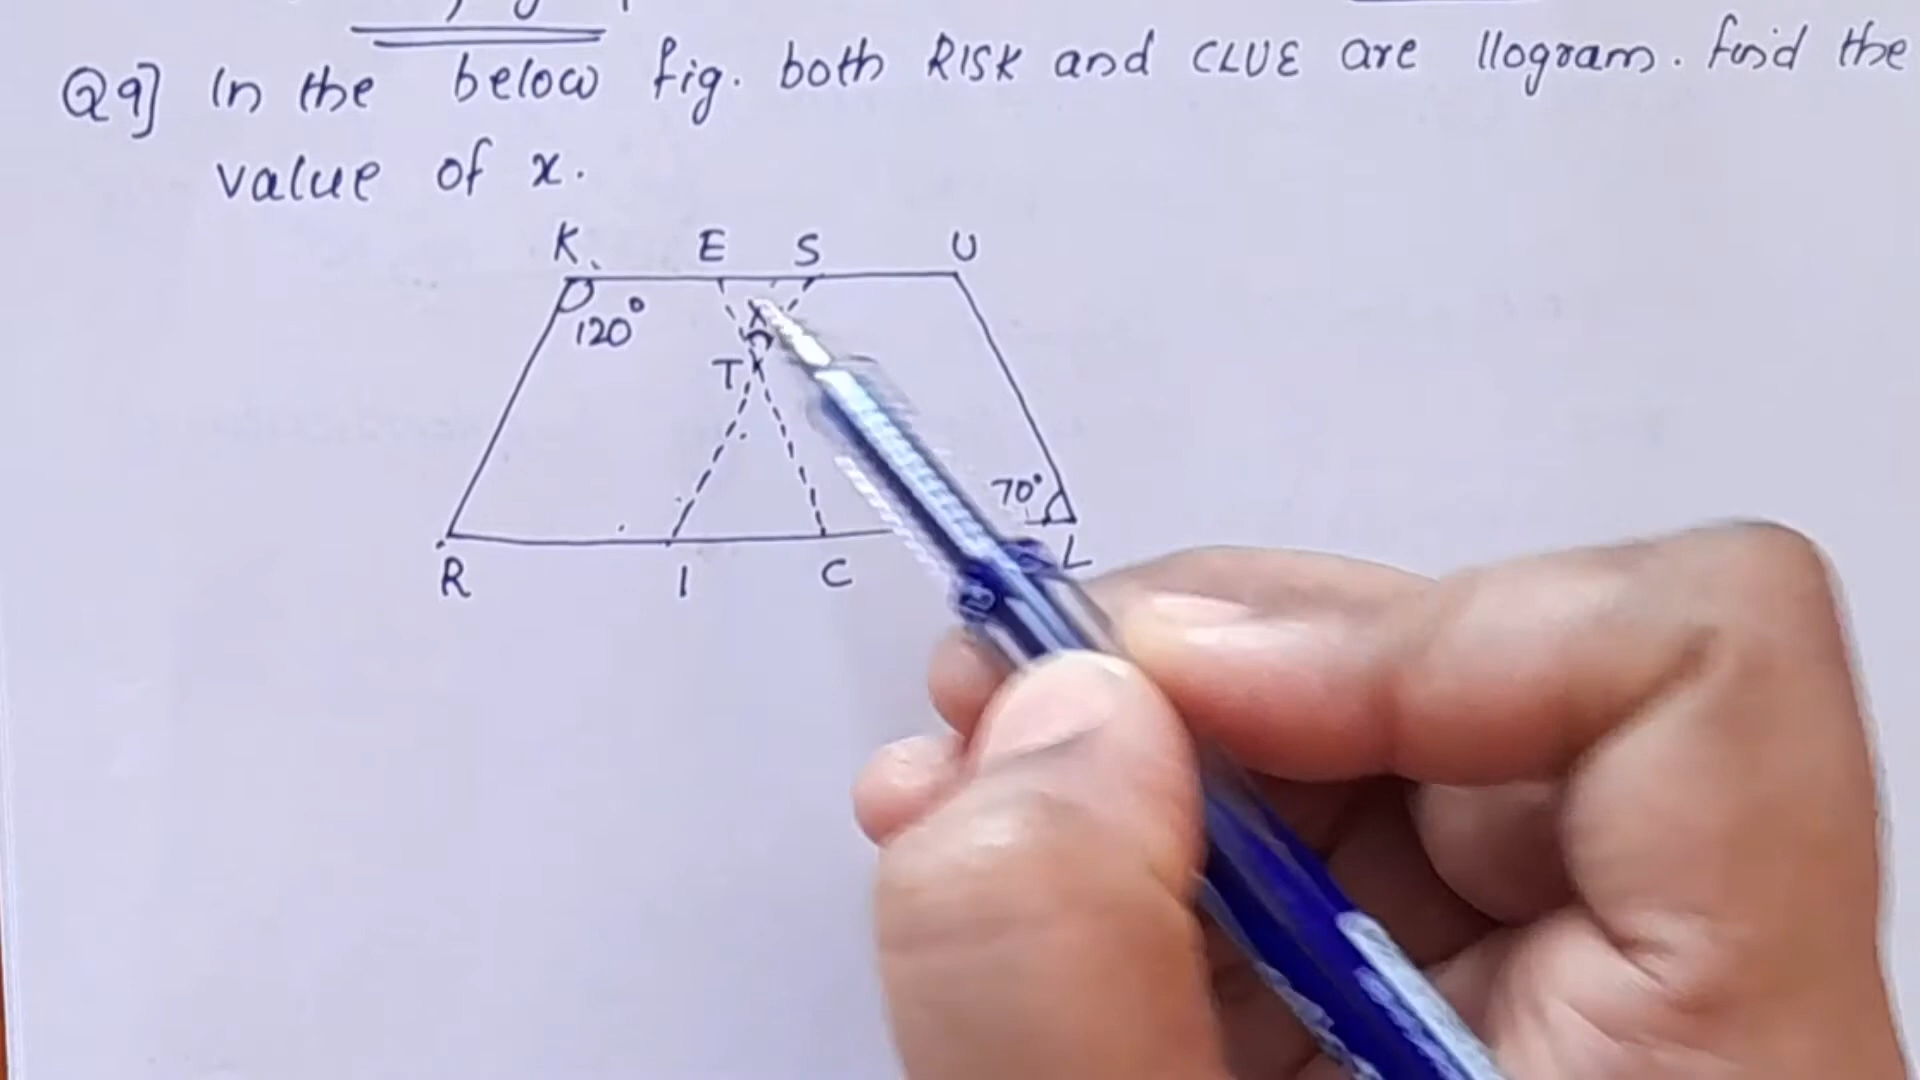 Q9] In the below fig. both RISK and CLUE are llogram. find the
value of x.
K E S U
120°
x
T
70°
R I C L